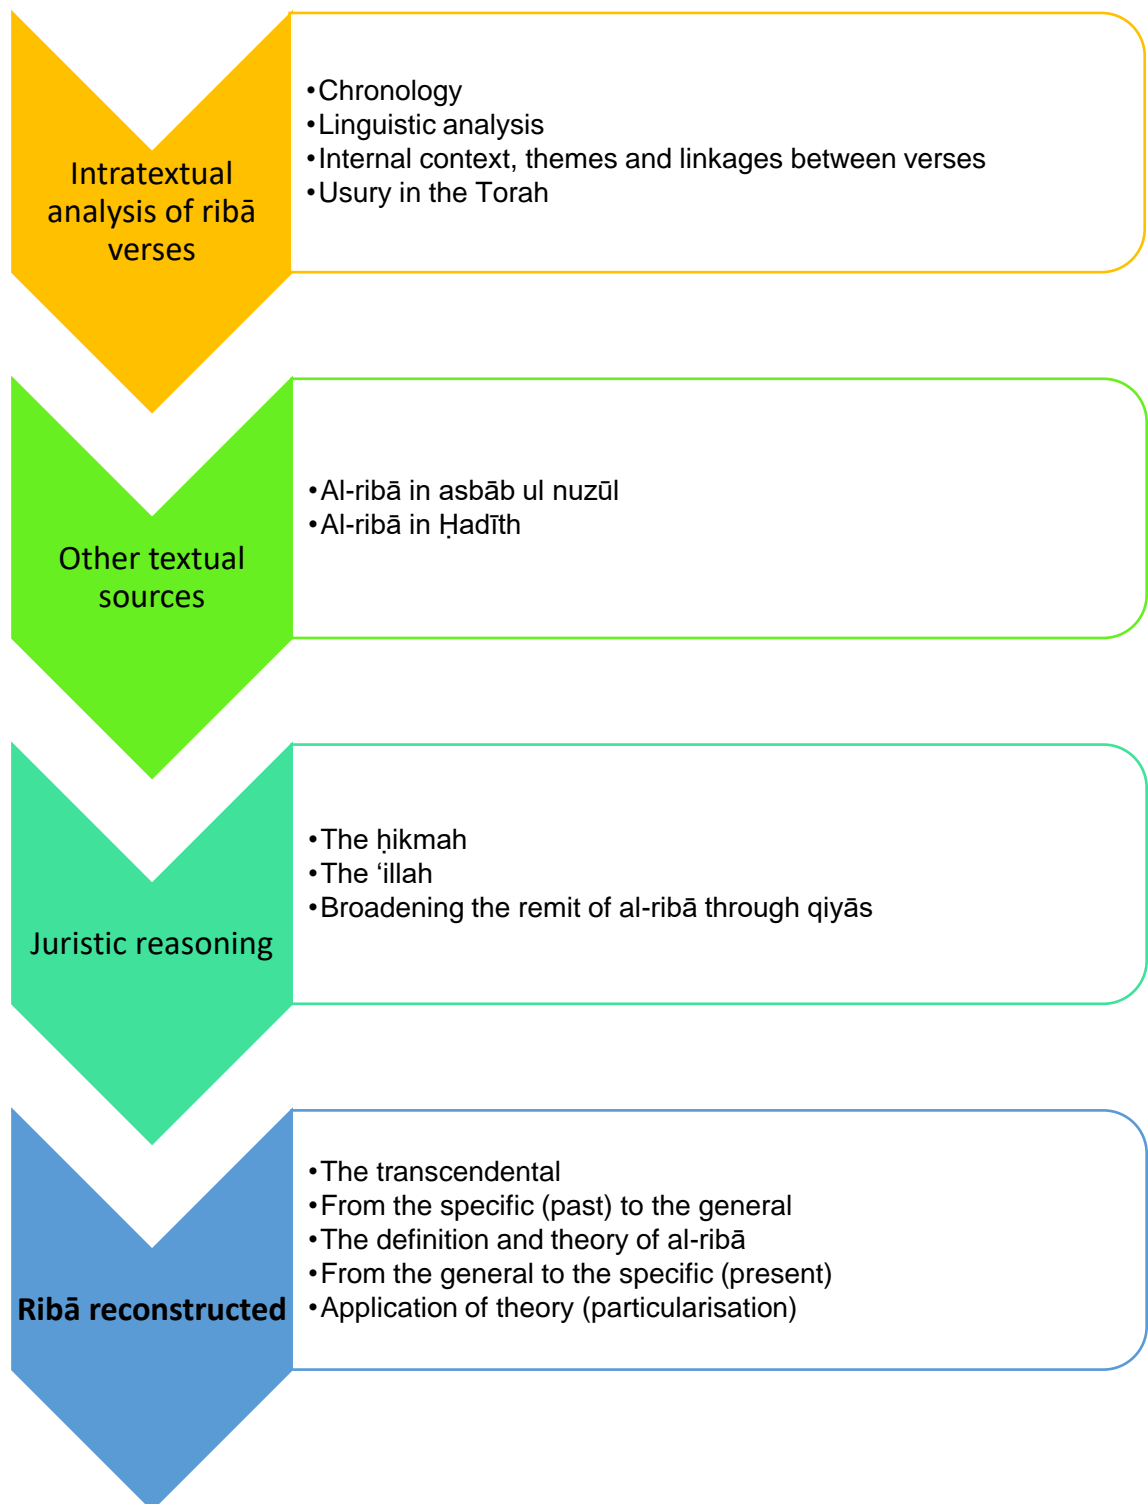 Intratextual
analysis of ribā
verses
•Chronology
•Linguistic analysis
•Internal context, themes and linkages between verses
•Usury in the Torah
Other textual
sources
•Al-ribā in asbāb ul nuzūl
•Al-ribā in Ḥadīth
Juristic reasoning
•The ḥikmah
•The ‘illah
•Broadening the remit of al-ribā through qiyās
Ribā reconstructed
•The transcendental
•From the specific (past) to the general
•The definition and theory of al-ribā
•From the general to the specific (present)
•Application of theory (particularisation)